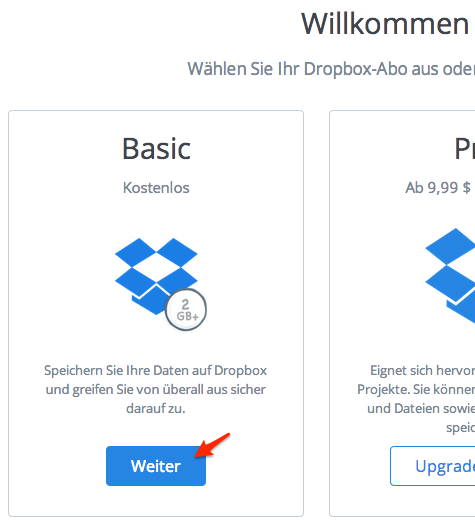 Willkommen
Wählen Sie Ihr Dropbox-Abo aus oder
Basic
Kostenlos
2
GB+
Speichern Sie Ihre Daten auf Dropbox
und greifen Sie von überall aus sicher
darauf zu.
Weiter
Pr
Ab 9,99 $
Eignet sich hervor
Projekte. Sie können
und Dateien sowie
speic
Upgrade